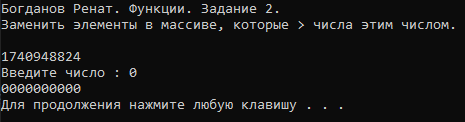 Богданов Ренат. Функции. Задание 2.
Заменить элементы в массиве, которые > числа этим числом.
1740948824
Введите число : 0
0000000000
Для продолжения нажмите любую клавишу . . .